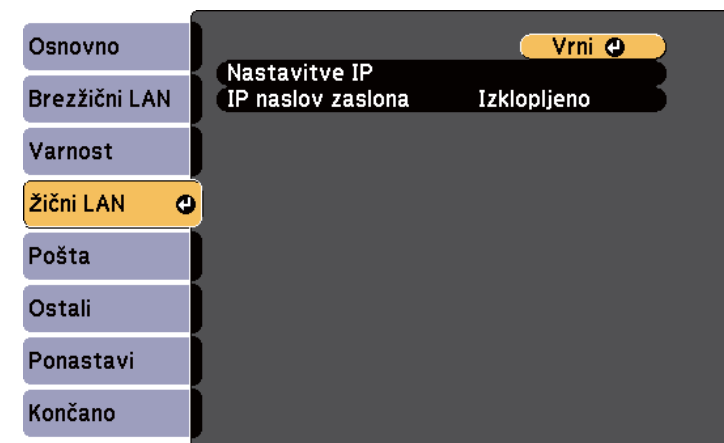 Osnovno
Brezžični LAN
Varnost
Žični LAN
Pošta
Ostali
Ponastavi
Končano
Vrni
Nastavitve IP
IP naslov zaslona Izklopljeno